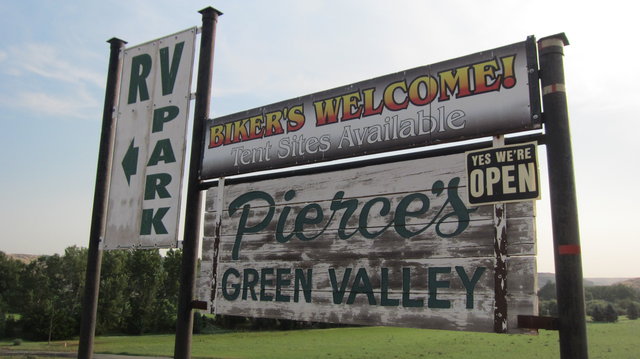 RV
PARK
BIKER'S WELCOME!
Tent Sites Available
YES WE'RE
OPEN
Pierce's
GREEN VALLEY